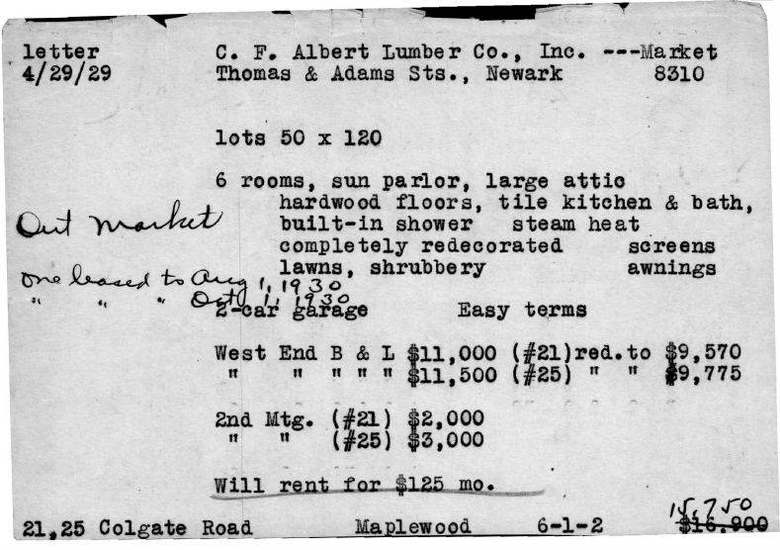 letter C. F. Albert Lumber Co., Inc. ---Market
4/29/29 Thomas & Adams Sts., Newark 8310
lots 50 x 120
6 rooms, sun parlor, large attic
hardwood floors, tile kitchen & bath,
Out market
built-in shower steam heat
completely redecorated screens
lawns, shrubbery awnings
one leased to Aug 1, 1930
" " " Oct 1, 1930
2-car garage Easy terms
West End B & L $11,000 (#21)red.to $9,570
" " " " " $11,500 (#25) " " $9,775
2nd Mtg. (#21) $2,000
" " (#25) $3,000
Will rent for $125 mo.
15,750
21,25 Colgate Road Maplewood 6-1-2 $16,900